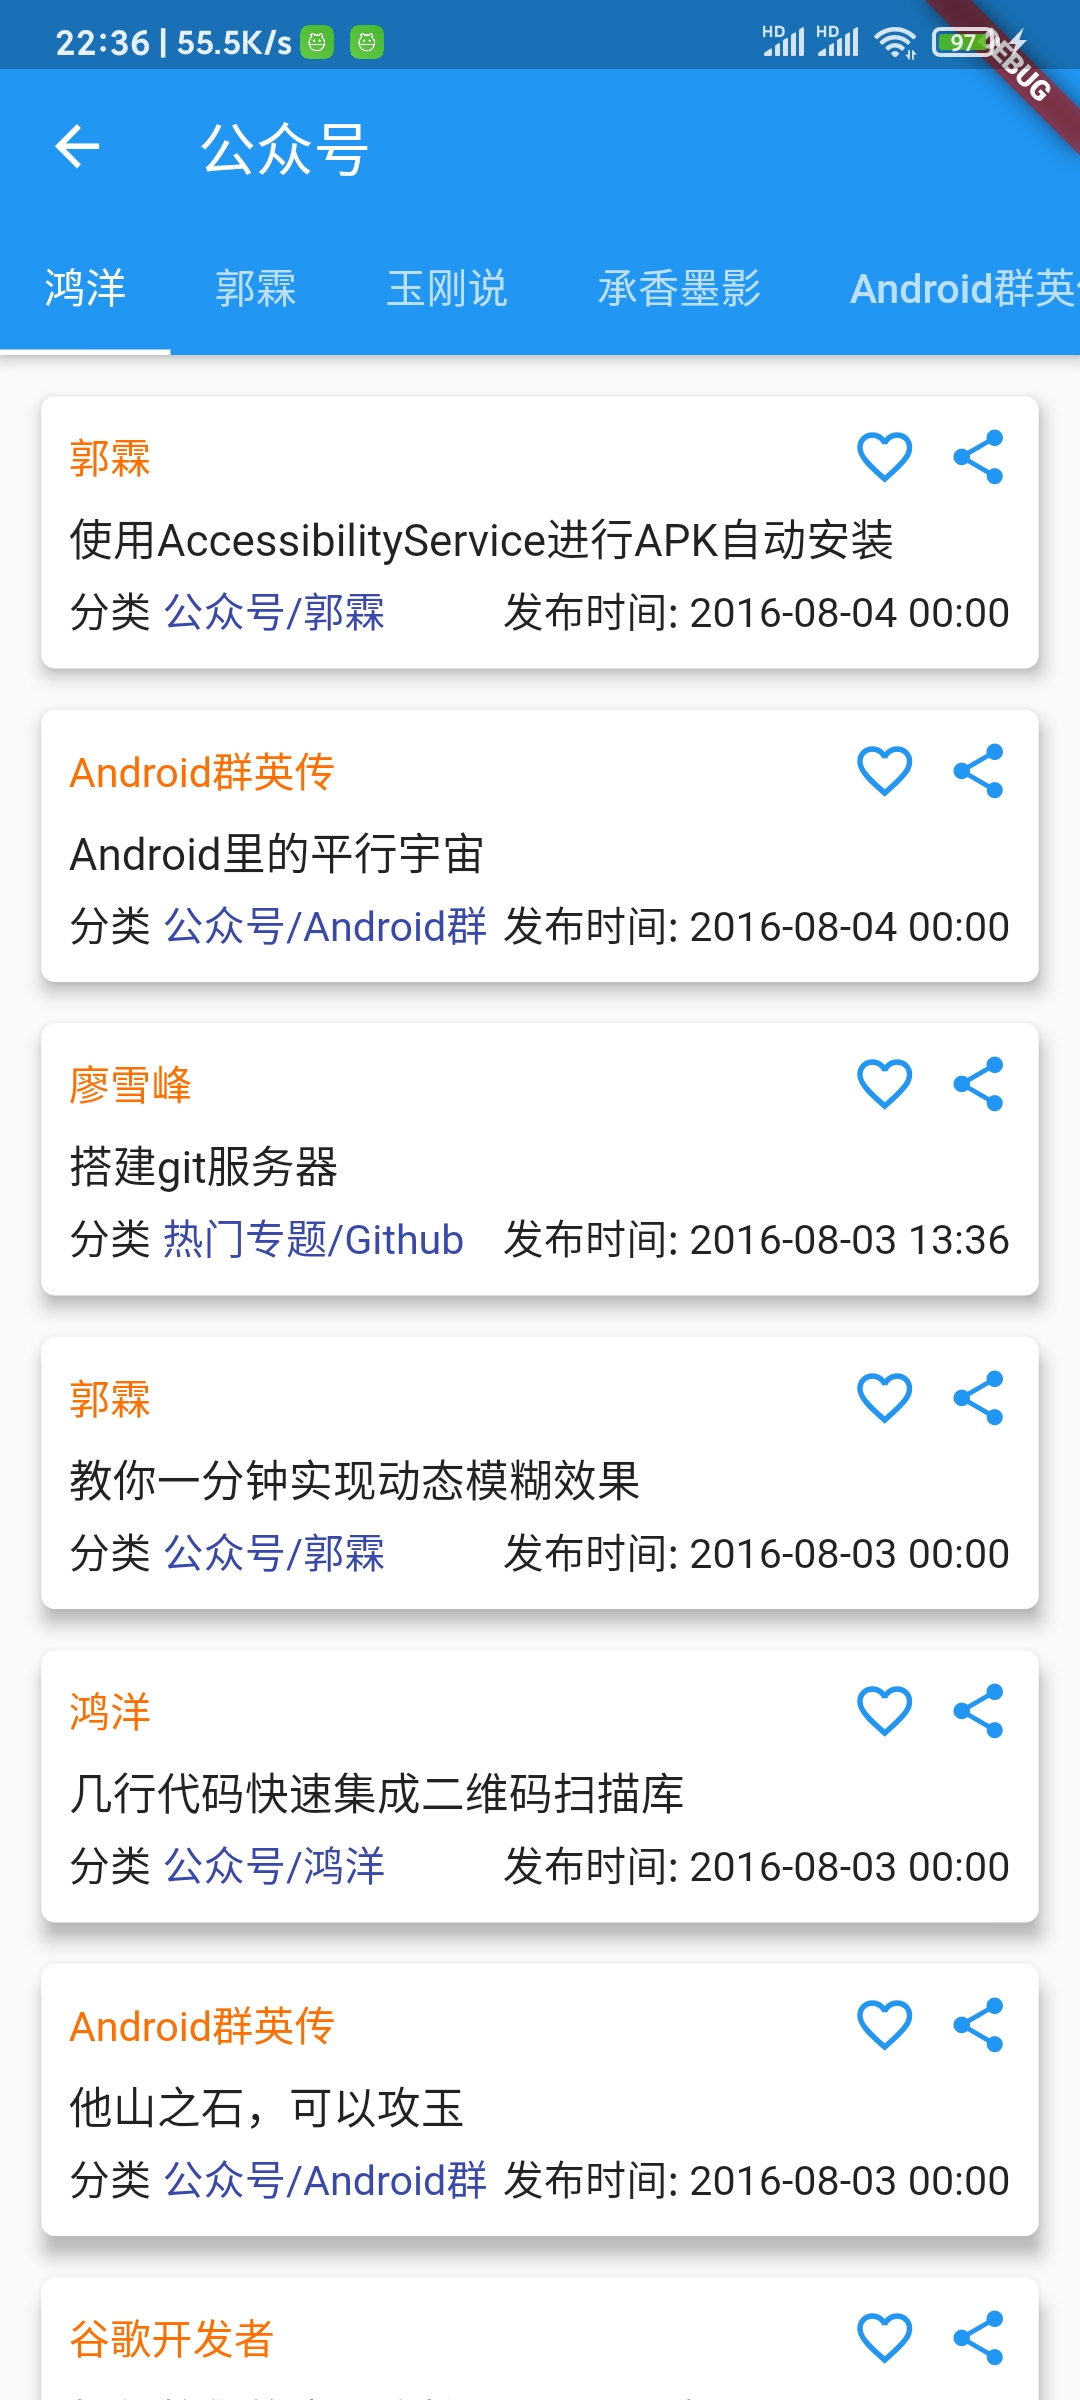 22:36 | 55.5K/s HD HD 97
DEBUG
公众号
鸿洋 郭霖 玉刚说 承香墨影 Android群英
郭霖
使用AccessibilityService进行APK自动安装
分类 公众号/郭霖 发布时间: 2016-08-04 00:00
Android群英传
Android里的平行宇宙
分类 公众号/Android群 发布时间: 2016-08-04 00:00
廖雪峰
搭建git服务器
分类 热门专题/Github 发布时间: 2016-08-03 13:36
郭霖
教你一分钟实现动态模糊效果
分类 公众号/郭霖 发布时间: 2016-08-03 00:00
鸿洋
几行代码快速集成二维码扫描库
分类 公众号/鸿洋 发布时间: 2016-08-03 00:00
Android群英传
他山之石，可以攻玉
分类 公众号/Android群 发布时间: 2016-08-03 00:00
谷歌开发者